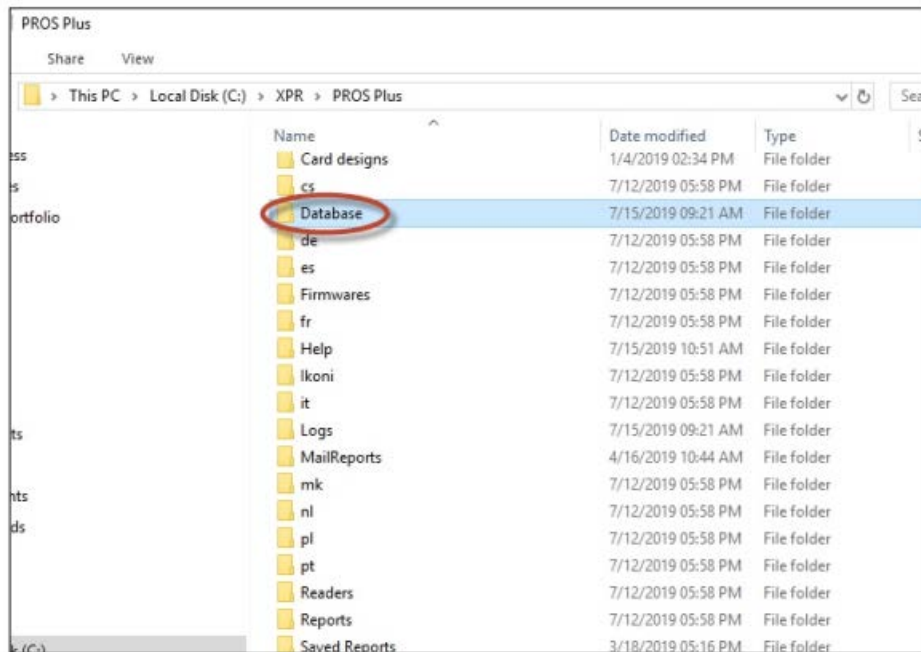 PROS Plus
Share View
> This PC > Local Disk (C:) > XPR > PROS Plus
Name Date modified Type
Card designs 1/4/2019 02:34 PM File folder
cs 7/12/2019 05:58 PM File folder
Database 7/15/2019 09:21 AM File folder
de 7/12/2019 05:58 PM File folder
es 7/12/2019 05:58 PM File folder
Firmwares 7/12/2019 05:58 PM File folder
fr 7/12/2019 05:58 PM File folder
Help 7/15/2019 10:51 AM File folder
Ikoni 7/12/2019 05:58 PM File folder
it 7/12/2019 05:58 PM File folder
Logs 7/15/2019 09:21 AM File folder
MailReports 4/16/2019 10:44 AM File folder
mk 7/12/2019 05:58 PM File folder
nl 7/12/2019 05:58 PM File folder
pl 7/12/2019 05:58 PM File folder
pt 7/12/2019 05:58 PM File folder
Readers 7/12/2019 05:58 PM File folder
Reports 7/12/2019 05:58 PM File folder
Saved Reports 3/18/2019 05:16 PM File folder